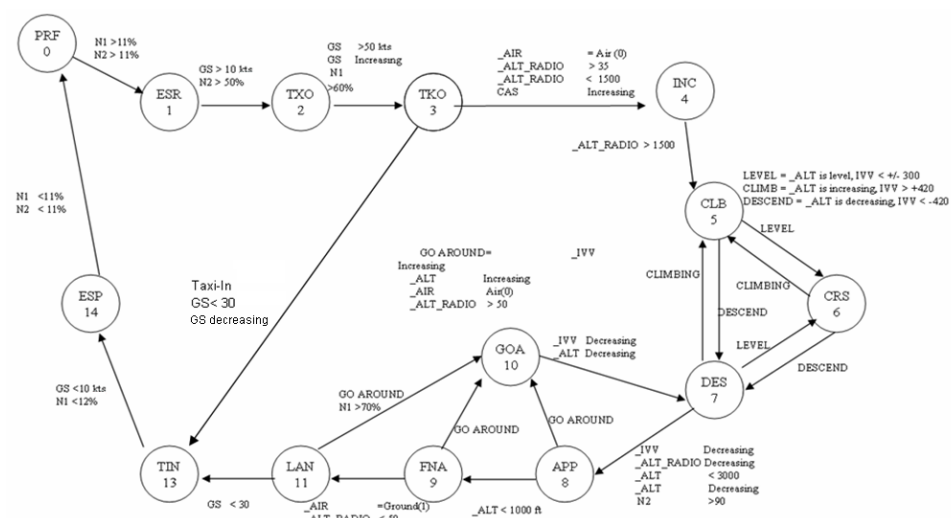 PRF
0
N1 >11%
N2 > 11%
ESR
1
GS > 10 kts
N2 > 50%
TXO
2
GS >50 kts
GS Increasing
N1
>60%
TKO
3
_AIR = Air (0)
_ALT_RADIO > 35
_ALT_RADIO < 1500
CAS Increasing
INC
4
_ALT_RADIO > 1500
LEVEL = _ALT is level, IVV < +/- 300
CLIMB = _ALT is increasing, IVV > +420
DESCEND = _ALT is decreasing, IVV < -420
CLB
5
LEVEL
CLIMBING
CLIMBING
DESCEND
CRS
6
LEVEL
DESCEND
DES
7
N1 <11%
N2 < 11%
ESP
14
Taxi-In
GS< 30
GS decreasing
GO AROUND= _IVV
Increasing
_ALT Increasing
_AIR Air(0)
_ALT_RADIO > 50
GOA
10
_IVV Decreasing
_ALT Decreasing
GS <10 kts
N1 <12%
GO AROUND
N1 >70%
GO AROUND
GO AROUND
_IVV Decreasing
_ALT_RADIO Decreasing
_ALT < 3000
_ALT Decreasing
N2 >90
TIN
13
LAN
11
FNA
9
APP
8
GS < 30
_AIR =Ground(1)
_ALT_RADIO < 50
_ALT < 1000 ft